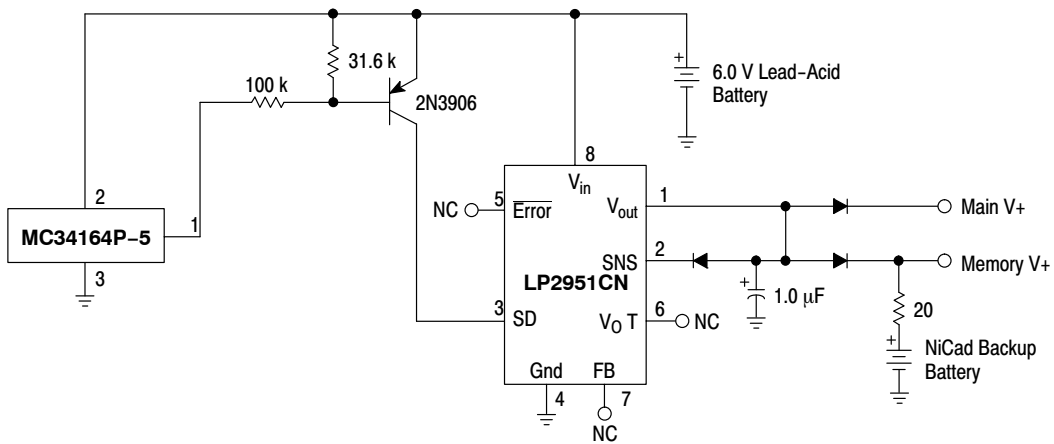 31.6 k
100 k
2N3906
+
6.0 V Lead–Acid
Battery
8
V_in
2
MC34164P–5
1
3
NC
5
Error
V_out
1
Main V+
SNS
2
LP2951CN
+
1.0 μF
Memory V+
3
SD
V_O T
6
NC
20
+
NiCad Backup
Battery
Gnd
FB
4
7
NC